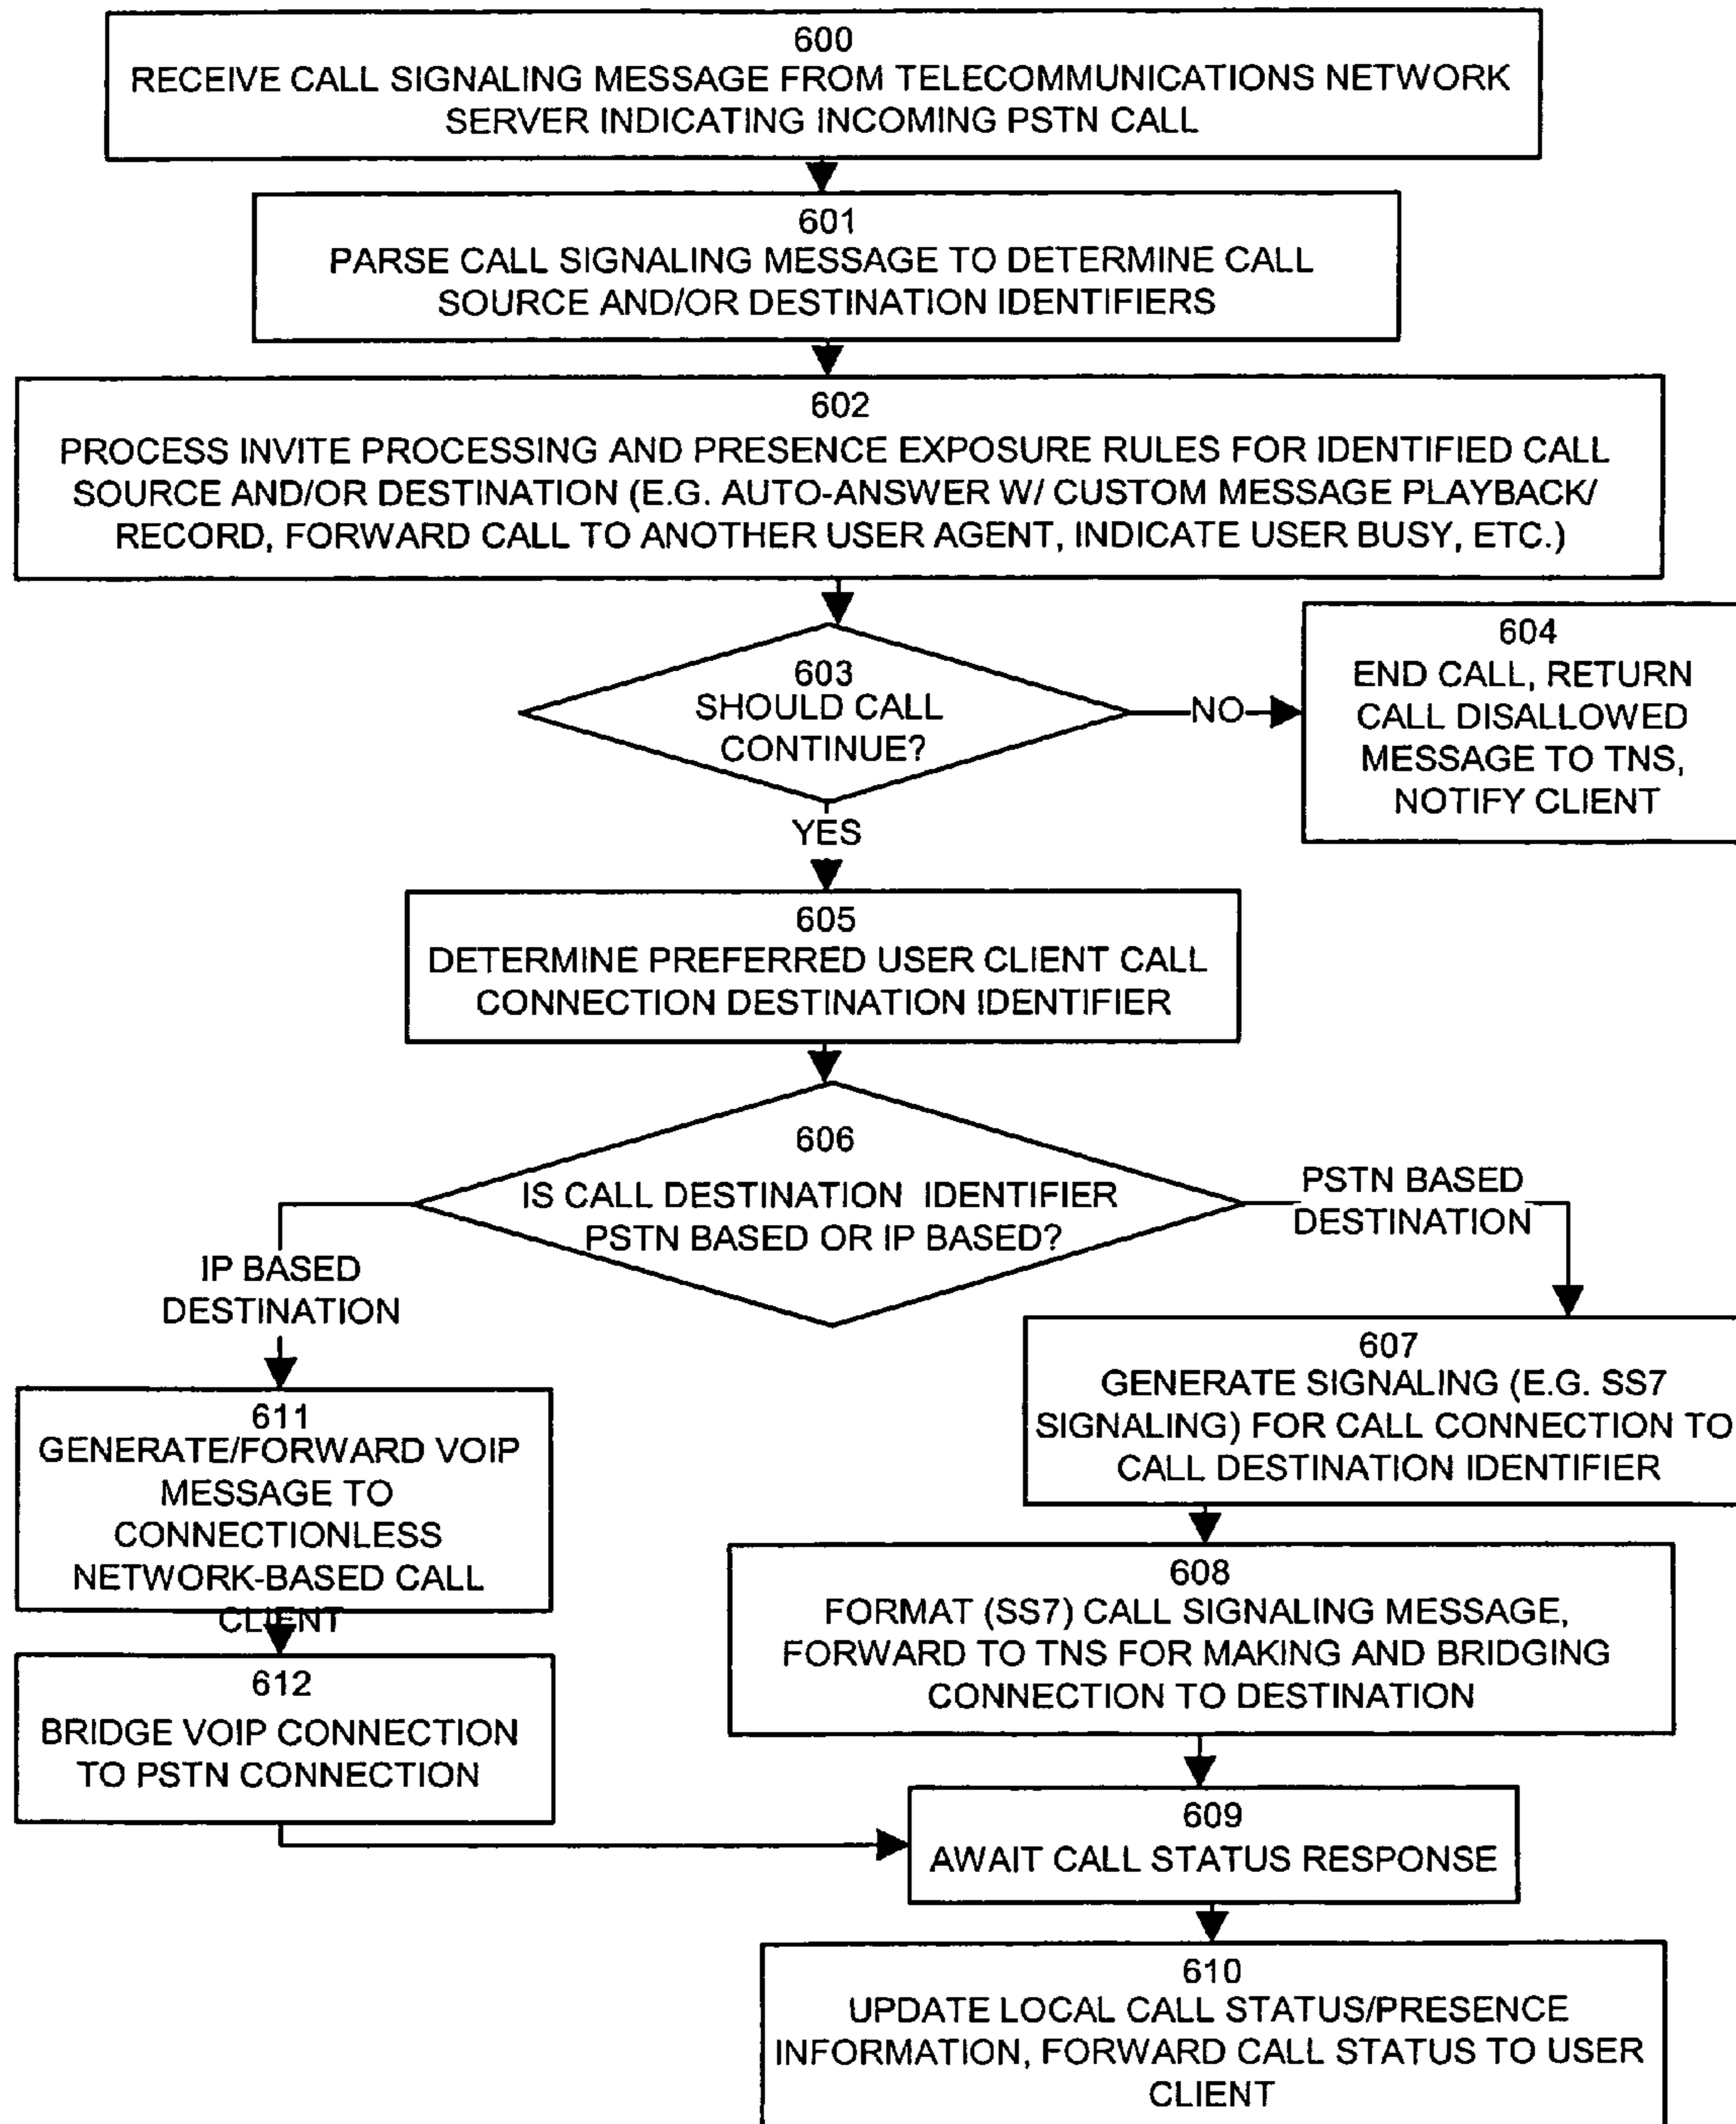 600
RECEIVE CALL SIGNALING MESSAGE FROM TELECOMMUNICATIONS NETWORK
SERVER INDICATING INCOMING PSTN CALL
601
PARSE CALL SIGNALING MESSAGE TO DETERMINE CALL
SOURCE AND/OR DESTINATION IDENTIFIERS
602
PROCESS INVITE PROCESSING AND PRESENCE EXPOSURE RULES FOR IDENTIFIED CALL
SOURCE AND/OR DESTINATION (E.G. AUTO-ANSWER W/ CUSTOM MESSAGE PLAYBACK/
RECORD, FORWARD CALL TO ANOTHER USER AGENT, INDICATE USER BUSY, ETC.)
603
SHOULD CALL
CONTINUE?
NO
604
END CALL, RETURN
CALL DISALLOWED
MESSAGE TO TNS,
NOTIFY CLIENT
YES
605
DETERMINE PREFERRED USER CLIENT CALL
CONNECTION DESTINATION IDENTIFIER
606
IS CALL DESTINATION IDENTIFIER
PSTN BASED OR IP BASED?
PSTN BASED
DESTINATION
IP BASED
DESTINATION
607
GENERATE SIGNALING (E.G. SS7
SIGNALING) FOR CALL CONNECTION TO
CALL DESTINATION IDENTIFIER
611
GENERATE/FORWARD VOIP
MESSAGE TO
CONNECTIONLESS
NETWORK-BASED CALL
CLIENT
608
FORMAT (SS7) CALL SIGNALING MESSAGE,
FORWARD TO TNS FOR MAKING AND BRIDGING
CONNECTION TO DESTINATION
612
BRIDGE VOIP CONNECTION
TO PSTN CONNECTION
609
AWAIT CALL STATUS RESPONSE
610
UPDATE LOCAL CALL STATUS/PRESENCE
INFORMATION, FORWARD CALL STATUS TO USER
CLIENT